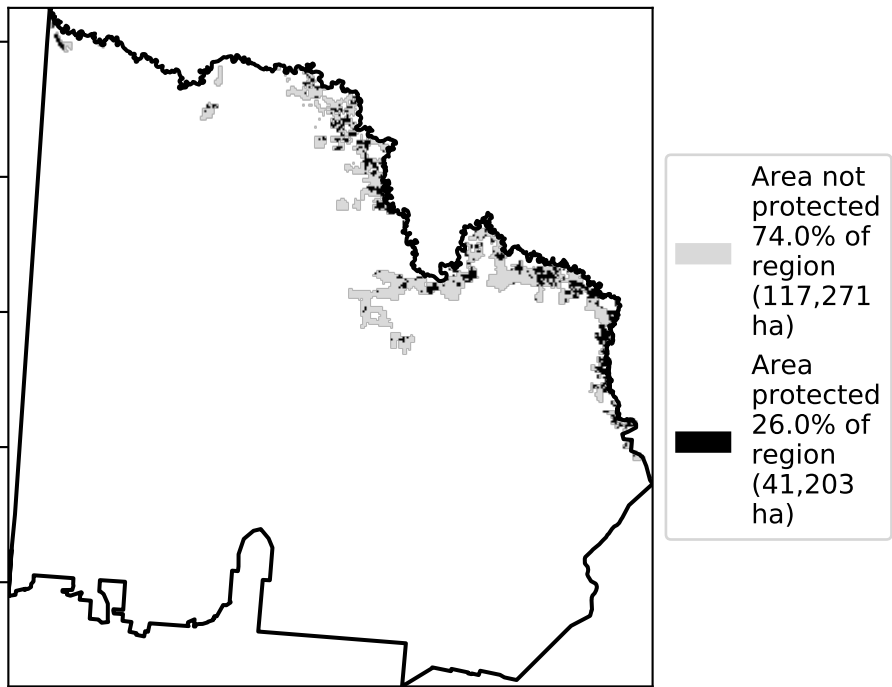 Area not
protected
74.0% of
region
(117,271
ha)
Area
protected
26.0% of
region
(41,203
ha)